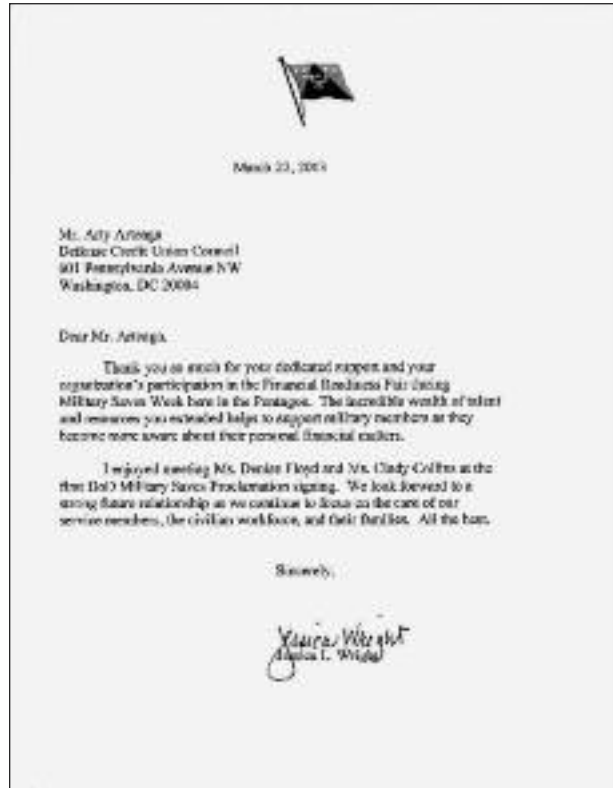 March 22, 2013
Mr. Arty Arteaga
Defense Credit Union Council
601 Pennsylvania Avenue NW
Washington, DC 20004
Dear Mr. Arteaga,
Thank you so much for your dedicated support and your
organization's participation in the Financial Readiness Fair during
Military Saves Week here in the Pentagon. The incredible wealth of talent
and resources you extended helps to support military members as they
become more aware about their personal financial matters.
I enjoyed meeting Ms. Denise Floyd and Ms. Cindy Collins at the
first DoD Military Saves Proclamation signing. We look forward to a
strong future relationship as we continue to focus on the care of our
service members, the civilian workforce, and their families. All the best.
Sincerely,
Jessica Wright
Jessica L. Wright